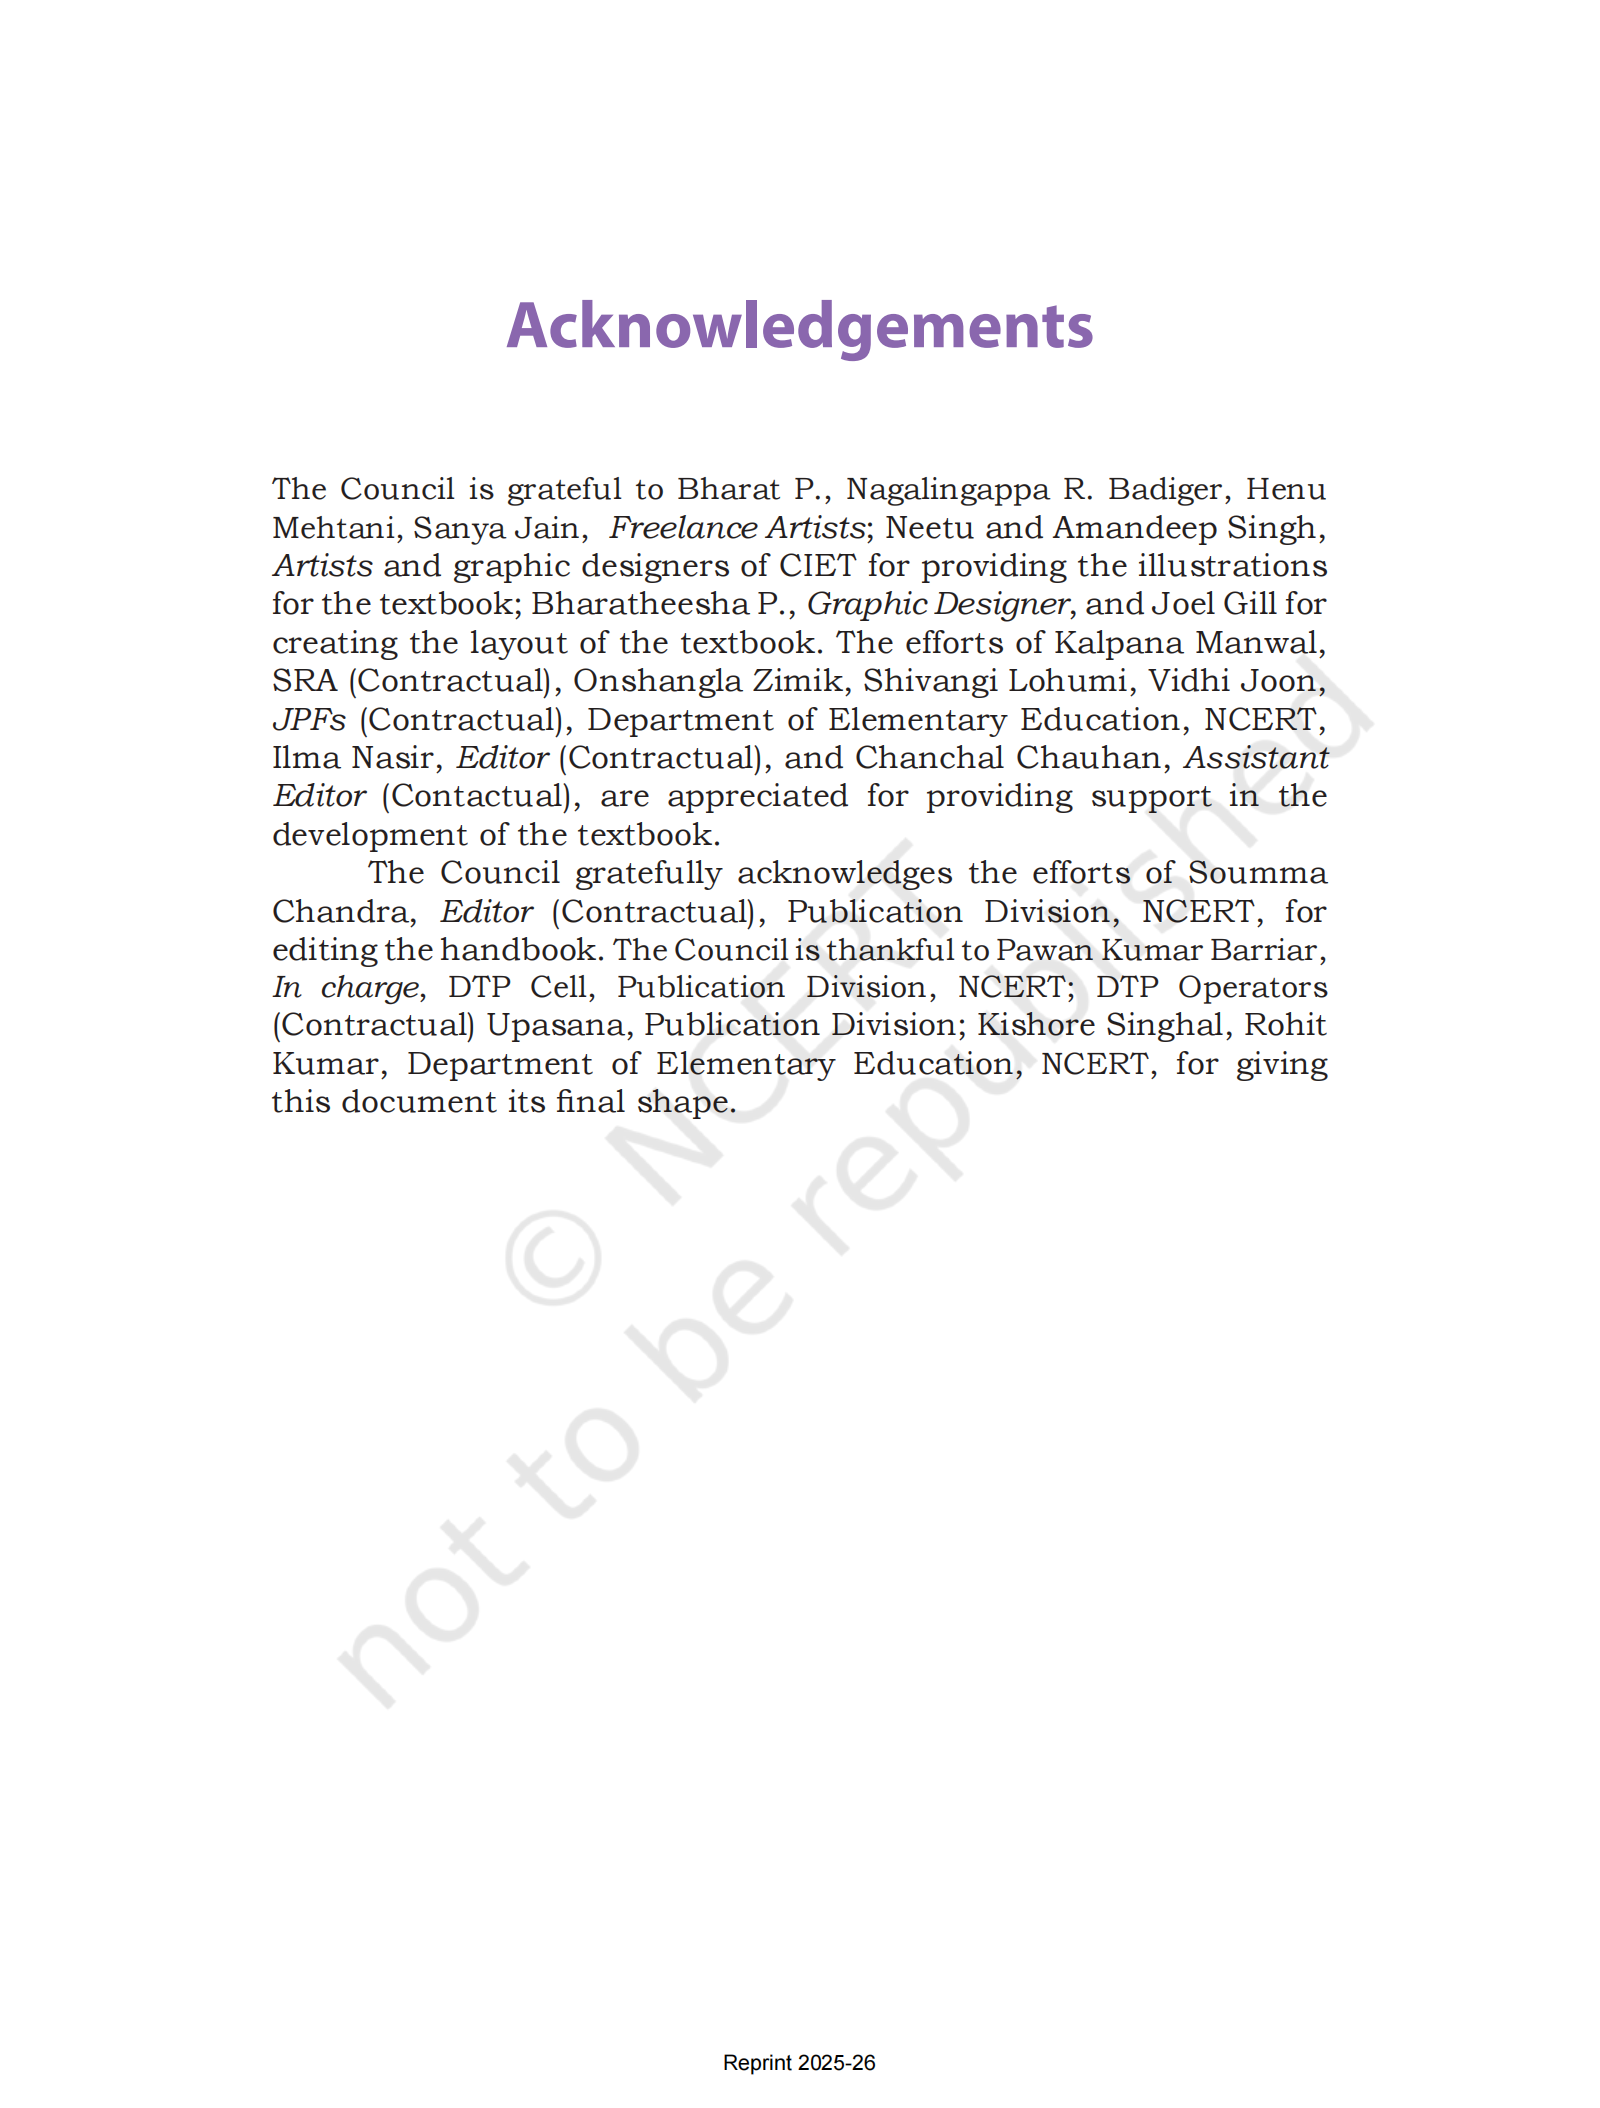 Acknowledgements
The Council is grateful to Bharat P., Nagalingappa R. Badiger, Henu
Mehtani, Sanya Jain, Freelance Artists; Neetu and Amandeep Singh,
Artists and graphic designers of CIET for providing the illustrations
for the textbook; Bharatheesha P., Graphic Designer, and Joel Gill for
creating the layout of the textbook. The efforts of Kalpana Manwal,
SRA (Contractual), Onshangla Zimik, Shivangi Lohumi, Vidhi Joon,
JPFs (Contractual), Department of Elementary Education, NCERT,
Ilma Nasir, Editor (Contractual), and Chanchal Chauhan, Assistant
Editor (Contactual), are appreciated for providing support in the
development of the textbook.
The Council gratefully acknowledges the efforts of Soumma
Chandra, Editor (Contractual), Publication Division, NCERT, for
editing the handbook. The Council is thankful to Pawan Kumar Barriar,
In charge, DTP Cell, Publication Division, NCERT; DTP Operators
(Contractual) Upasana, Publication Division; Kishore Singhal, Rohit
Kumar, Department of Elementary Education, NCERT, for giving
this document its final shape.
© NCERT
not to be republished
Reprint 2025-26